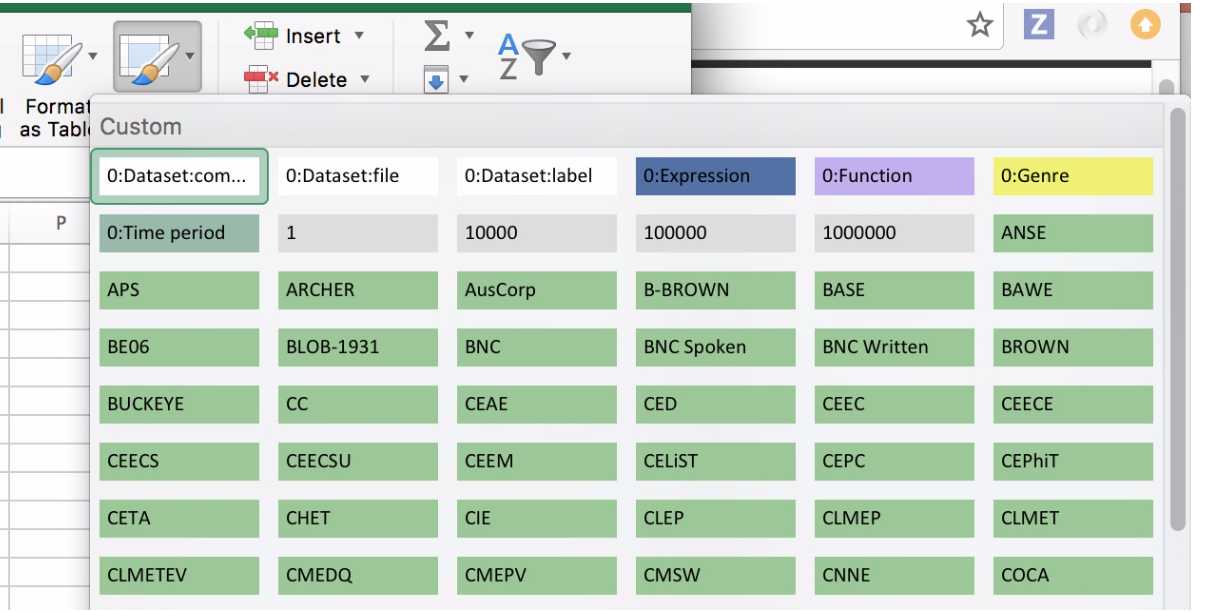 Insert
Σ
Z
Delete
A
Z
Format
as Tabl
P
Custom
0:Dataset:com... 0:Dataset:file 0:Dataset:label 0:Expression 0:Function 0:Genre
0:Time period 1 10000 100000 1000000 ANSE
APS ARCHER AusCorp B-BROWN BASE BAWE
BE06 BLOB-1931 BNC BNC Spoken BNC Written BROWN
BUCKEYE CC CEAE CED CEEC CEECE
CEECS CEECSU CEEM CELiST CEPC CEPhiT
CETA CHET CIE CLEP CLMEP CLMET
CLMETEV CMEDQ CMEPV CMSW CNNE COCA